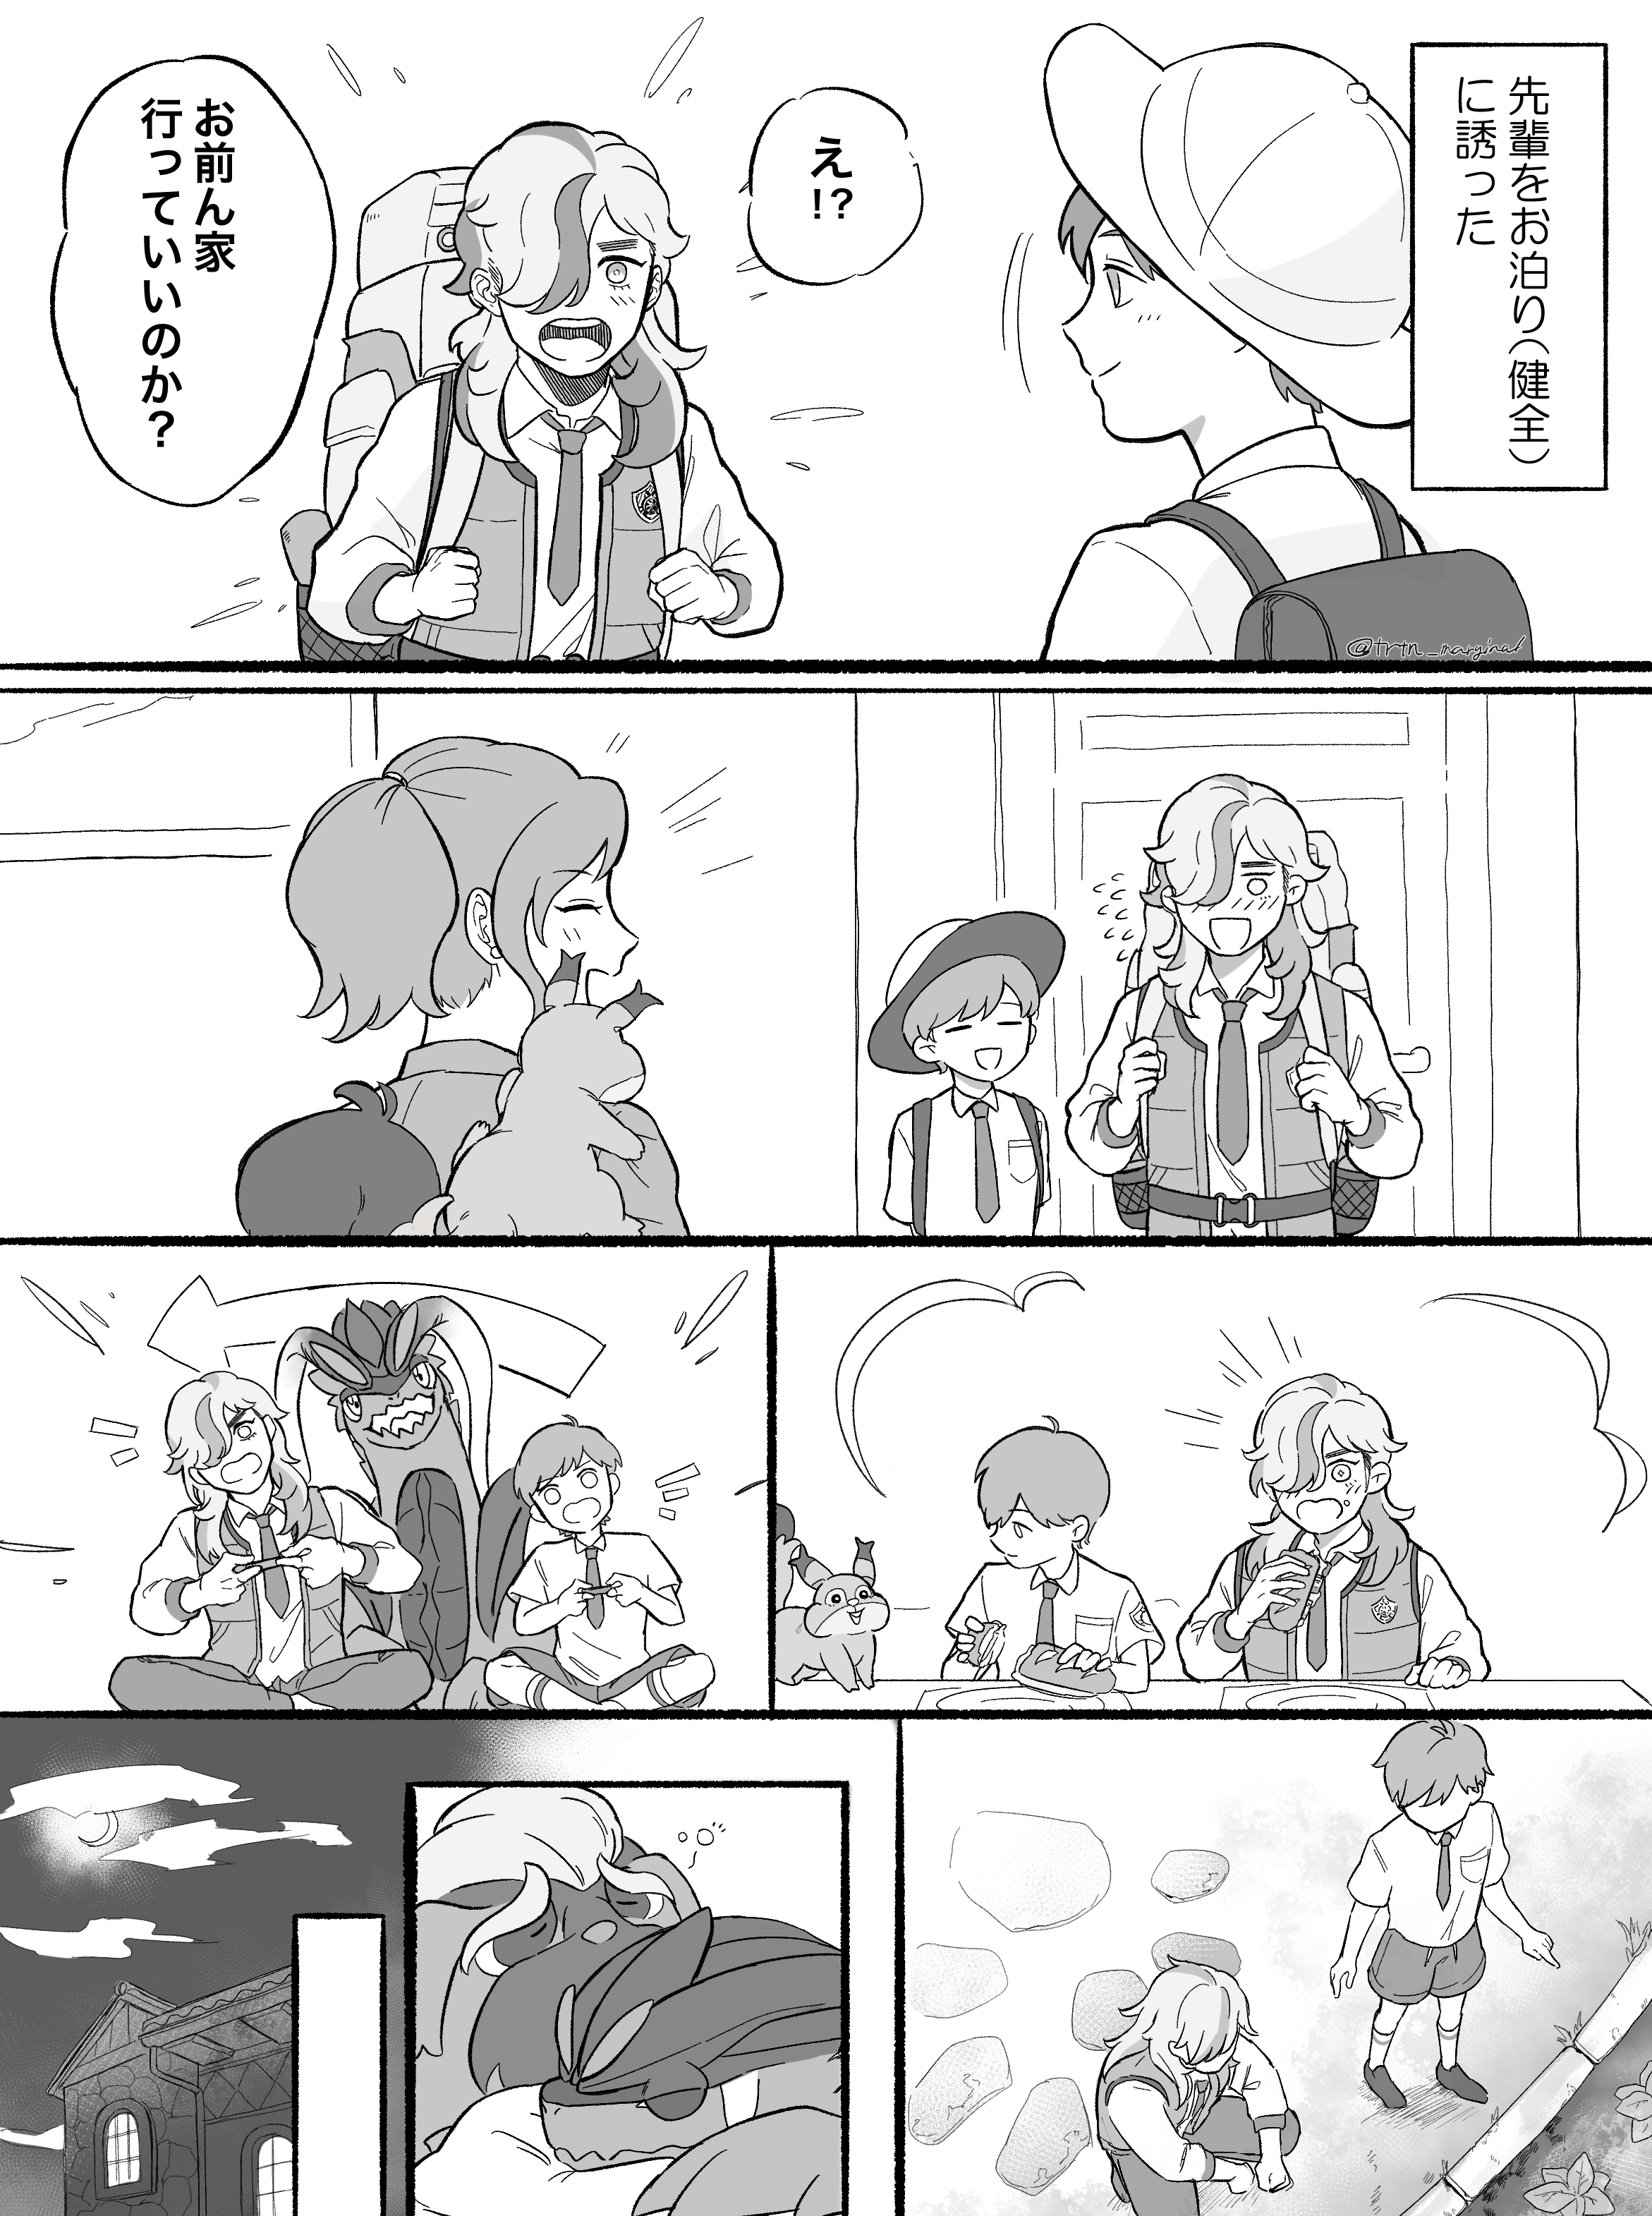 先輩をお泊り（健全）
に誘った
え!?
お前ん家
行っていいのか？
@trtn_marginal